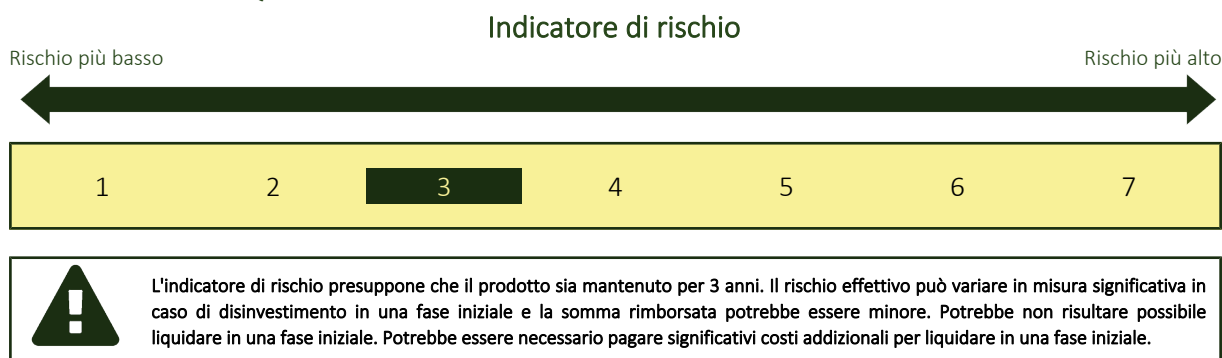 Indicatore di rischio
Rischio più basso
Rischio più alto
1 2 3 4 5 6 7
L'indicatore di rischio presuppone che il prodotto sia mantenuto per 3 anni. Il rischio effettivo può variare in misura significativa in
caso di disinvestimento in una fase iniziale e la somma rimborsata potrebbe essere minore. Potrebbe non risultare possibile
liquidare in una fase iniziale. Potrebbe essere necessario pagare significativi costi addizionali per liquidare in una fase iniziale.